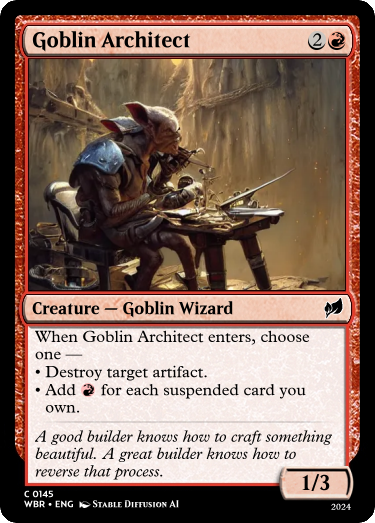 Goblin Architect 2
Creature — Goblin Wizard
When Goblin Architect enters, choose
one —
• Destroy target artifact.
• Add for each suspended card you
own.
A good builder knows how to craft something
beautiful. A great builder knows how to
reverse that process.
1/3
C 0145
WBR • ENG Stable Diffusion AI
2024